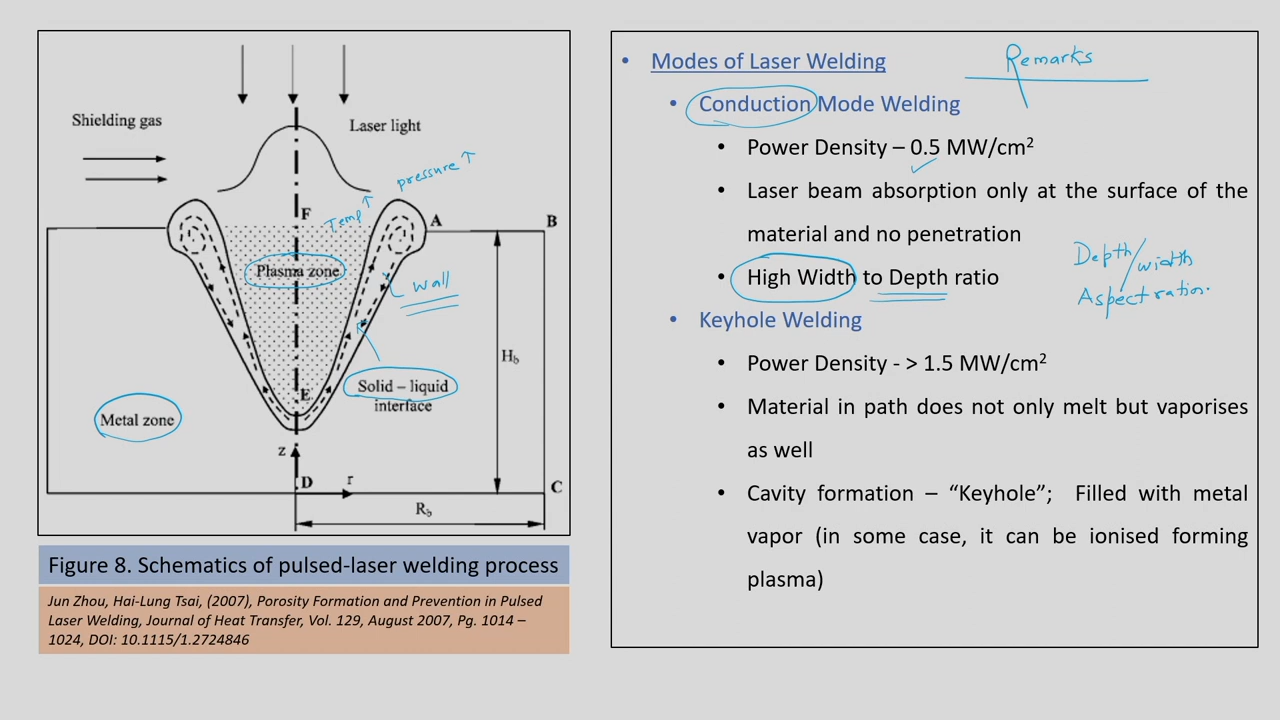 Shielding gas
Laser light
pressure ↑
Temp ↑
F
A
B
Plasma zone
wall
H_b
E
Solid – liquid
interface
Metal zone
z
D
r
C
R_b
Figure 8. Schematics of pulsed-laser welding process
Jun Zhou, Hai-Lung Tsai, (2007), Porosity Formation and Prevention in Pulsed
Laser Welding, Journal of Heat Transfer, Vol. 129, August 2007, Pg. 1014 –
1024, DOI: 10.1115/1.2724846
• Modes of Laser Welding
Remarks
• Conduction Mode Welding
• Power Density – 0.5 MW/cm²
• Laser beam absorption only at the surface of the
material and no penetration
Depth/width
• High Width to Depth ratio
Aspect ratio.
• Keyhole Welding
• Power Density - > 1.5 MW/cm²
• Material in path does not only melt but vaporises
as well
• Cavity formation – “Keyhole”; Filled with metal
vapor (in some case, it can be ionised forming
plasma)